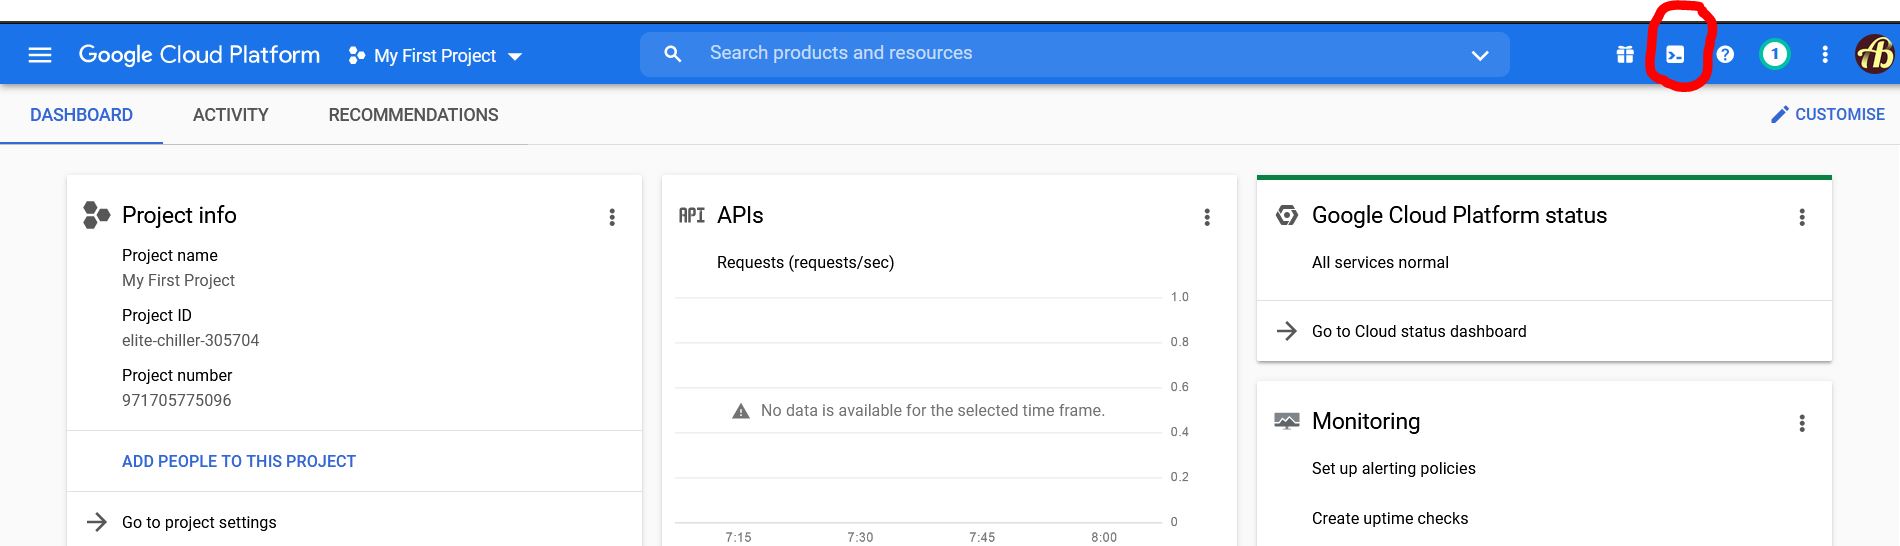 Google Cloud Platform
My First Project
Search products and resources
1
DASHBOARD
ACTIVITY
RECOMMENDATIONS
CUSTOMISE
Project info
Project name
My First Project
Project ID
elite-chiller-305704
Project number
971705775096
ADD PEOPLE TO THIS PROJECT
Go to project settings
API
APIs
Requests (requests/sec)
1.0
0.8
0.6
No data is available for the selected time frame.
0.4
0.2
0
7:15
7:30
7:45
8:00
Google Cloud Platform status
All services normal
Go to Cloud status dashboard
Monitoring
Set up alerting policies
Create uptime checks